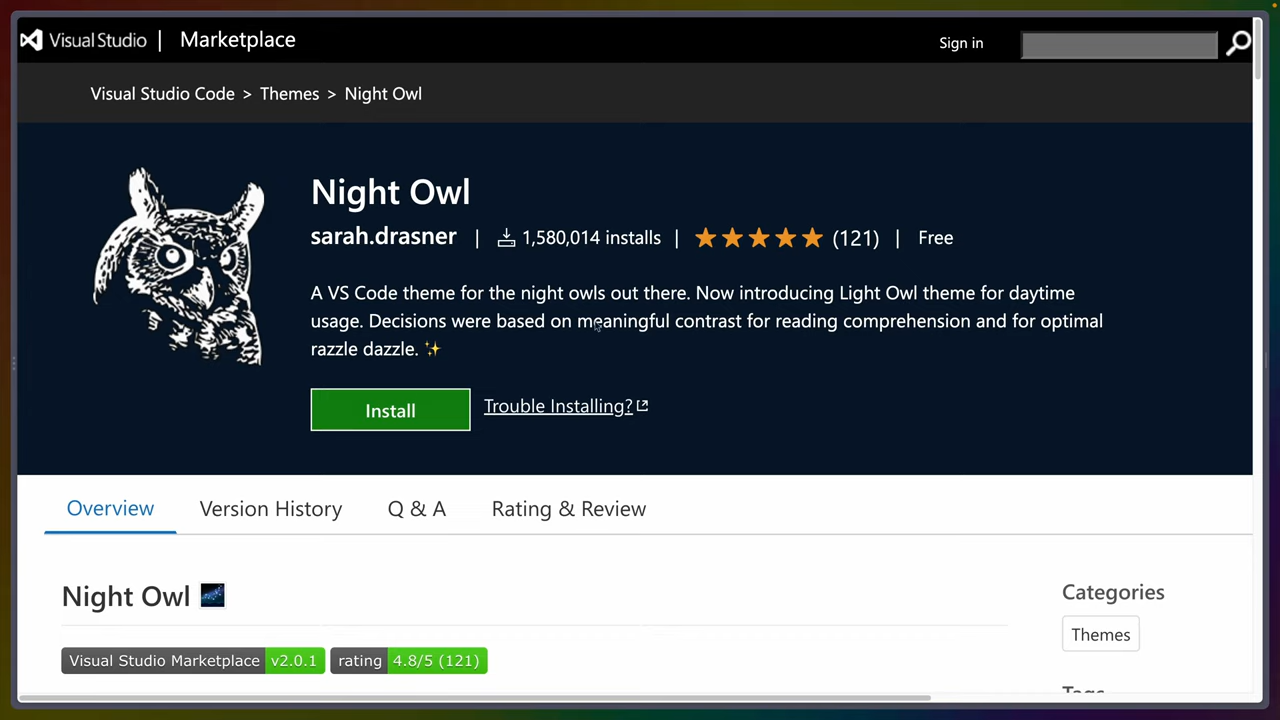 Visual Studio | Marketplace
Sign in
Visual Studio Code > Themes > Night Owl
Night Owl
sarah.drasner | 1,580,014 installs | (121) | Free
A VS Code theme for the night owls out there. Now introducing Light Owl theme for daytime
usage. Decisions were based on meaningful contrast for reading comprehension and for optimal
razzle dazzle. ✨
Install
Trouble Installing?
Overview Version History Q & A Rating & Review
Night Owl
Categories
Themes
Visual Studio Marketplace v2.0.1 rating 4.8/5 (121)
Tags